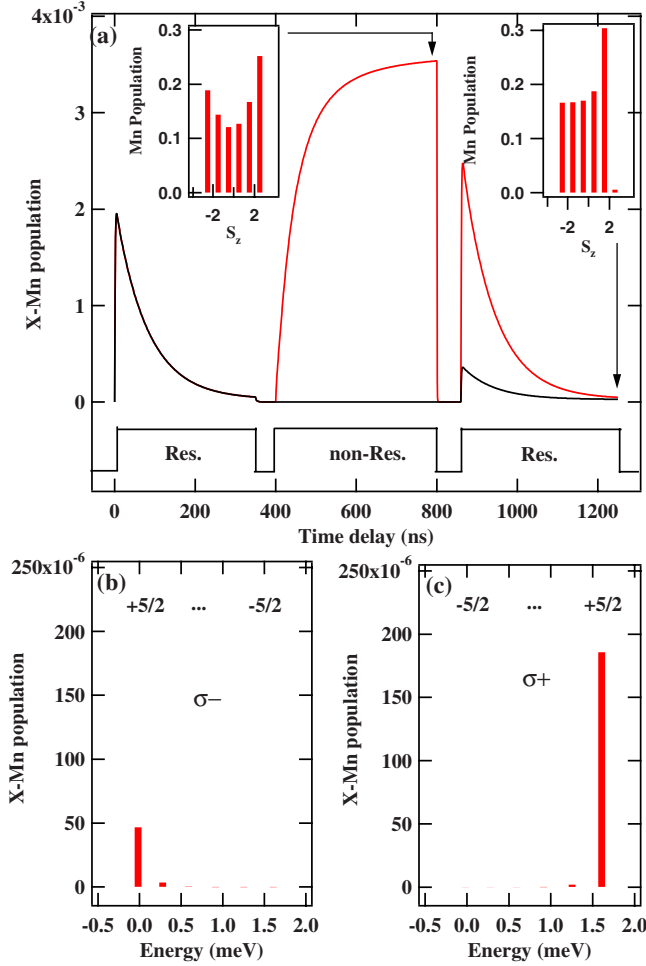 4x10⁻³
(a)
3
2
1
0
X-Mn population
0.3
0.2
0.1
0.0
Mn Population
-2 0 2
S_z
0.3
0.2
0.1
0.0
Mn Population
-2 2
S_z
Res. non-Res. Res.
0 200 400 600 800 1000 1200
Time delay (ns)
250x10⁻⁶
(b)
+5/2 ... -5/2
200
150
100
50
0
X-Mn population
σ−
-0.5 0.0 0.5 1.0 1.5 2.0
Energy (meV)
250x10⁻⁶
(c)
-5/2 ... +5/2
200
150
100
50
0
X-Mn population
σ+
-0.5 0.0 0.5 1.0 1.5 2.0
Energy (meV)